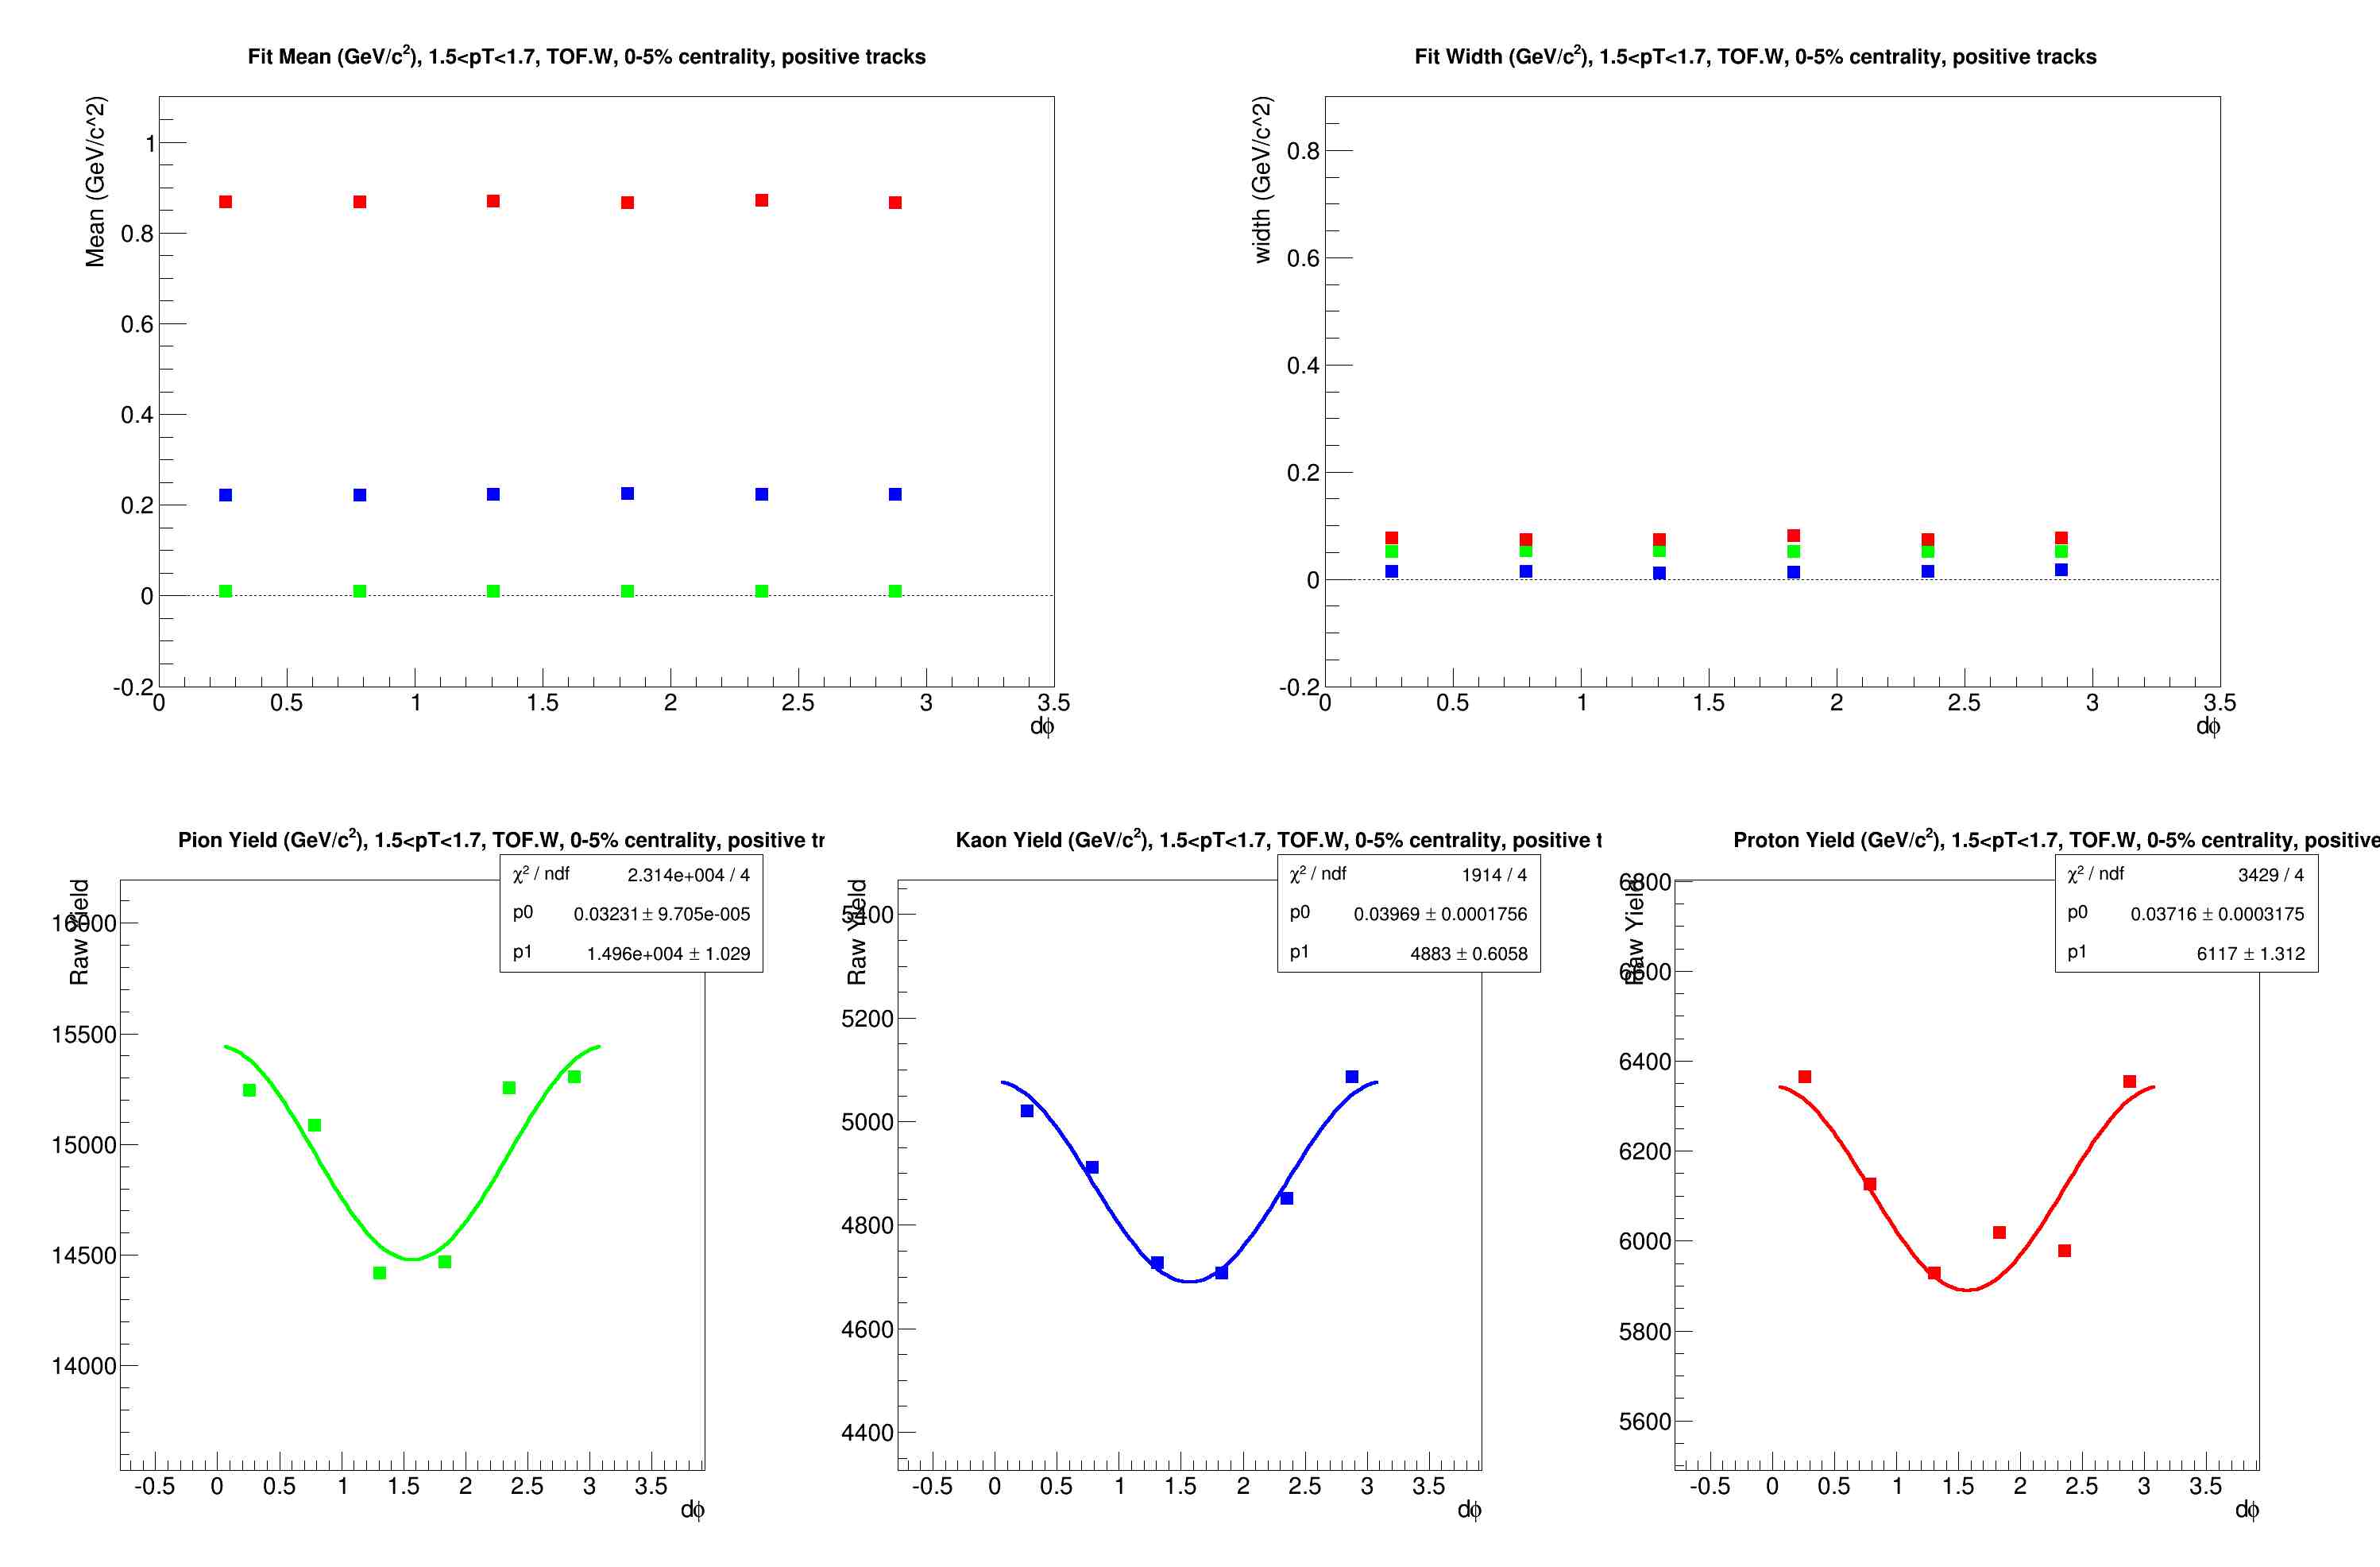 Fit Mean (GeV/c²), 1.5<pT<1.7, TOF.W, 0-5% centrality, positive tracks
Mean (GeV/c^2)
1
0.8
0.6
0.4
0.2
0
-0.2
0 0.5 1 1.5 2 2.5 3 3.5
dϕ
Fit Width (GeV/c²), 1.5<pT<1.7, TOF.W, 0-5% centrality, positive tracks
width (GeV/c^2)
0.8
0.6
0.4
0.2
0
-0.2
0 0.5 1 1.5 2 2.5 3 3.5
dϕ
Pion Yield (GeV/c²), 1.5<pT<1.7, TOF.W, 0-5% centrality, positive tr
χ² / ndf 2.314e+004 / 4
p0 0.03231 ± 9.705e-005
p1 1.496e+004 ± 1.029
Raw Yield
16000
15500
15000
14500
14000
-0.5 0 0.5 1 1.5 2 2.5 3 3.5
dϕ
Kaon Yield (GeV/c²), 1.5<pT<1.7, TOF.W, 0-5% centrality, positive t
χ² / ndf 1914 / 4
p0 0.03969 ± 0.0001756
p1 4883 ± 0.6058
Raw Yield
5400
5200
5000
4800
4600
4400
-0.5 0 0.5 1 1.5 2 2.5 3 3.5
dϕ
Proton Yield (GeV/c²), 1.5<pT<1.7, TOF.W, 0-5% centrality, positive
χ² / ndf 3429 / 4
p0 0.03716 ± 0.0003175
p1 6117 ± 1.312
Raw Yield
6800
6600
6400
6200
6000
5800
5600
-0.5 0 0.5 1 1.5 2 2.5 3 3.5
dϕ